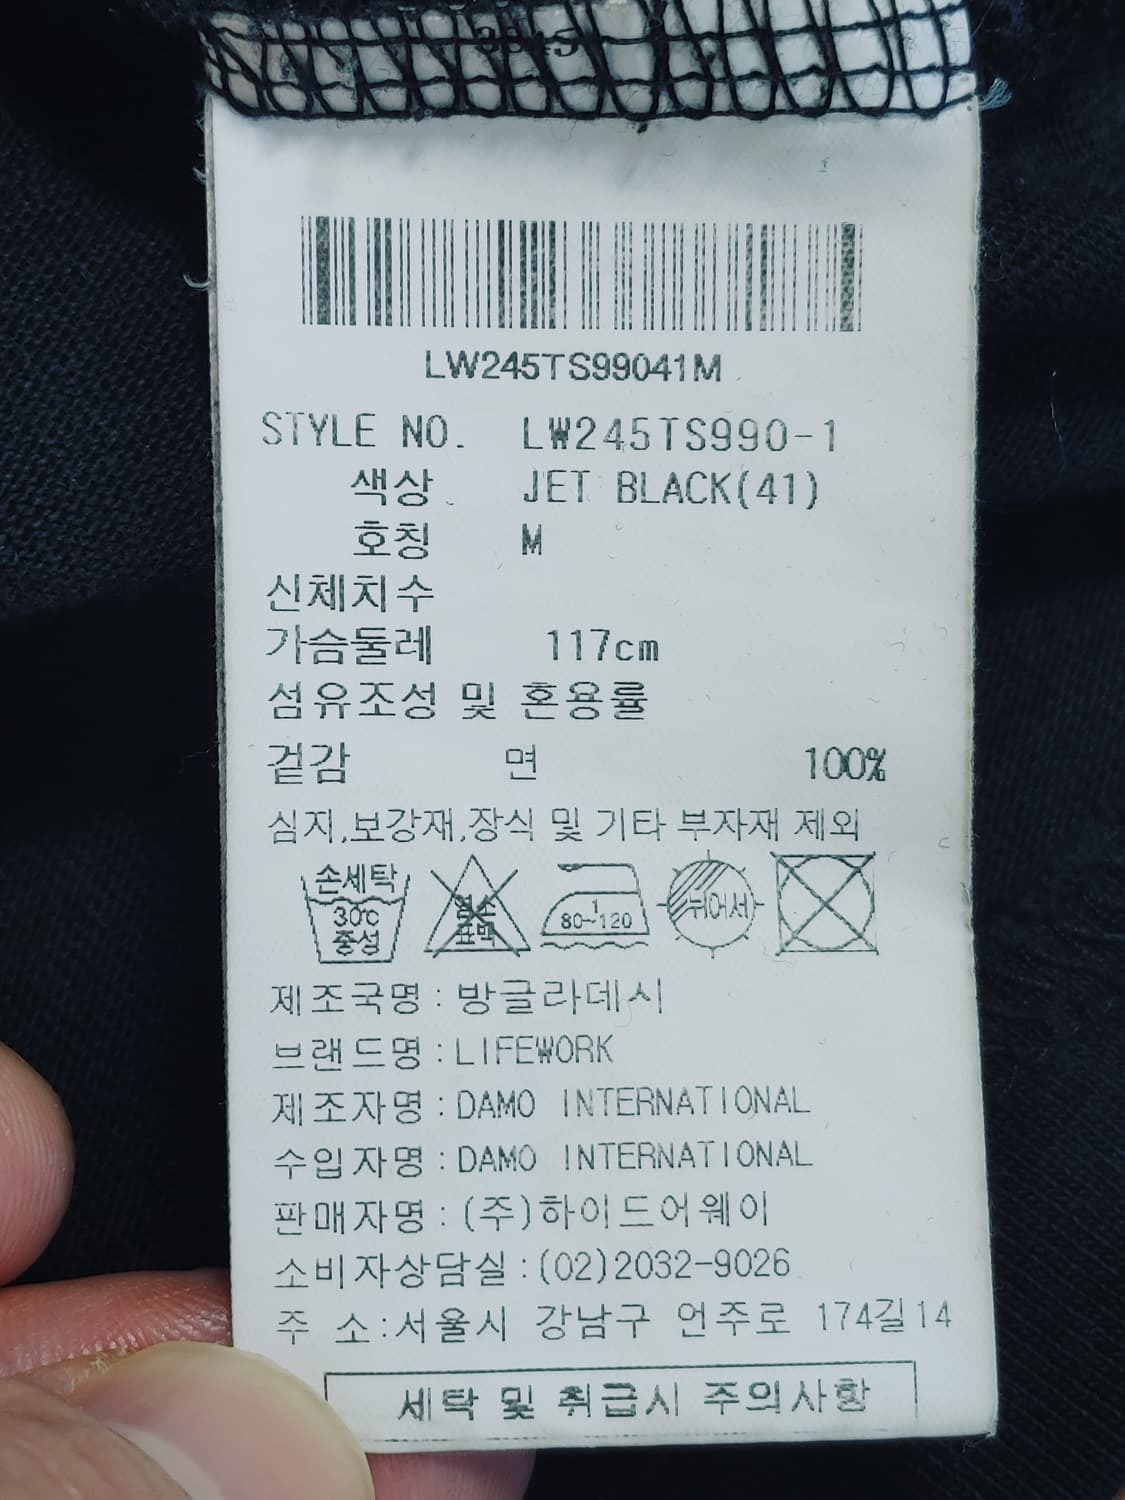 LW245TS99041M
STYLE NO. LW245TS990-1
색상 JET BLACK(41)
호칭 M
신체치수
가슴둘레 117cm
섬유조성 및 혼용률
겉감 면 100%
심지,보강재,장식 및 기타 부자재 제외
손세탁
30℃
중성
염소
표백
1
80~120
뉘어서
제조국명:방글라데시
브랜드명:LIFEWORK
제조자명:DAMO INTERNATIONAL
수입자명:DAMO INTERNATIONAL
판매자명:(주)하이드어웨이
소비자상담실:(02)2032-9026
주 소:서울시 강남구 언주로 174길14
세탁 및 취급시 주의사항